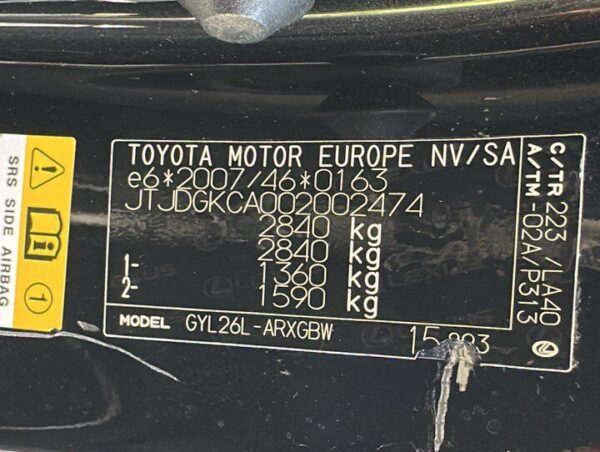 TOYOTA MOTOR EUROPE NV/SA
e6*2007/46*0163
JTJDGKCA002002474
2840 kg
2840 kg
1- 1360 kg
2- 1590 kg
MODEL GYL26L-ARXGBW
C/TR 223 /LA40
A/TM -02A/P313
SRS SIDE AIRBAG
1